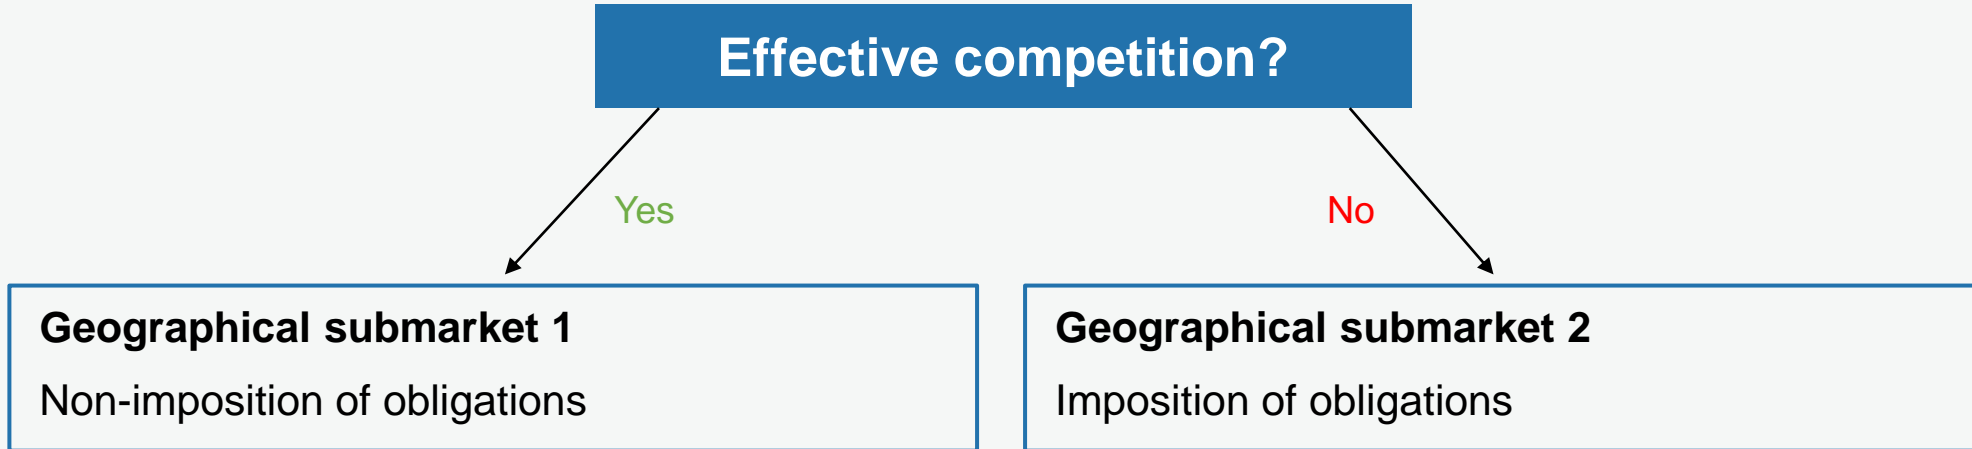 Effective competition?
Yes
No
Geographical submarket 1
Non-imposition of obligations
Geographical submarket 2
Imposition of obligations